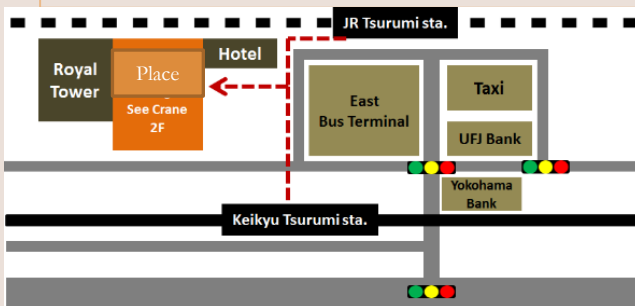 JR Tsurumi sta.
Hotel
Royal
Tower
Place
See Crane
2F
East
Bus Terminal
Taxi
UFJ Bank
Yokohama
Bank
Keikyu Tsurumi sta.